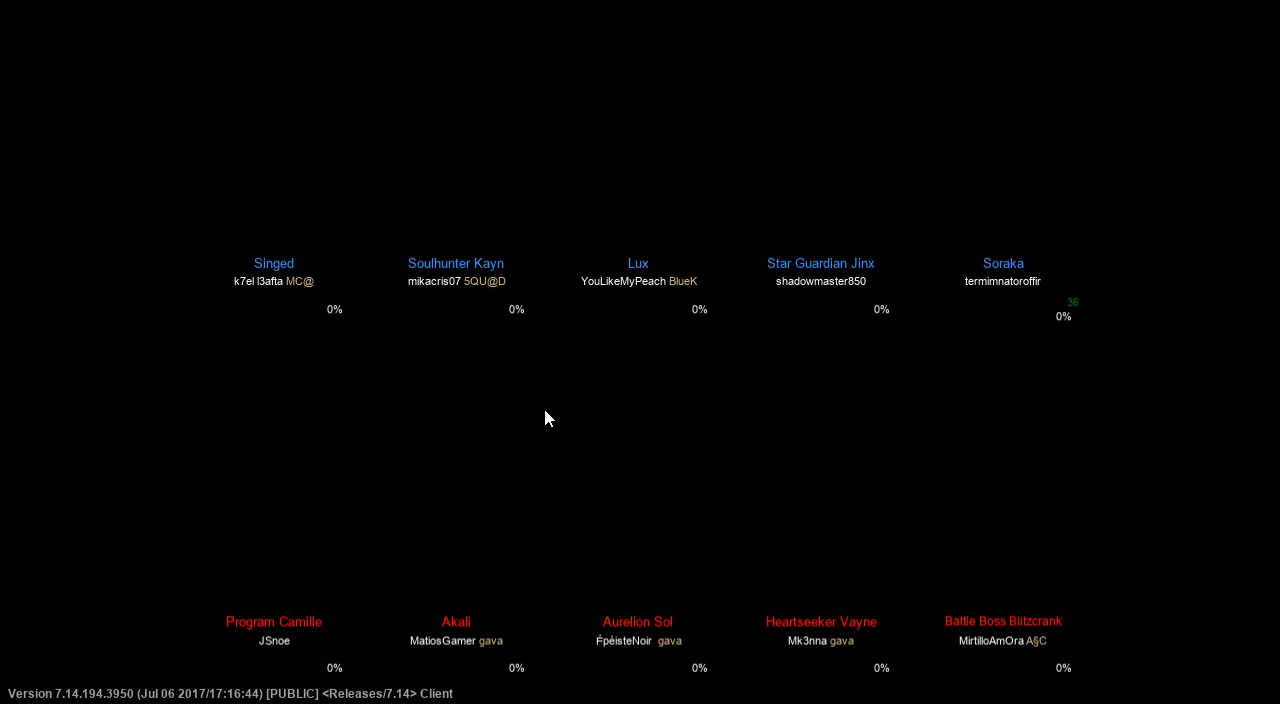 Singed Soulhunter Kayn Lux Star Guardian Jinx Soraka
k7el l3afta MC@ mikacris07 5QU@D YouLikeMyPeach BlueK shadowmaster850 termimnatoroffir
36
0% 0% 0% 0% 0%
Program Camille Akali Aurelion Sol Heartseeker Vayne Battle Boss Blitzcrank
JSnoe MatiosGamer gava ÉpéisteNoir gava Mk3nna gava MirtilloAmOra A§C
0% 0% 0% 0% 0%
Version 7.14.194.3950 (Jul 06 2017/17:16:44) [PUBLIC] <Releases/7.14> Client